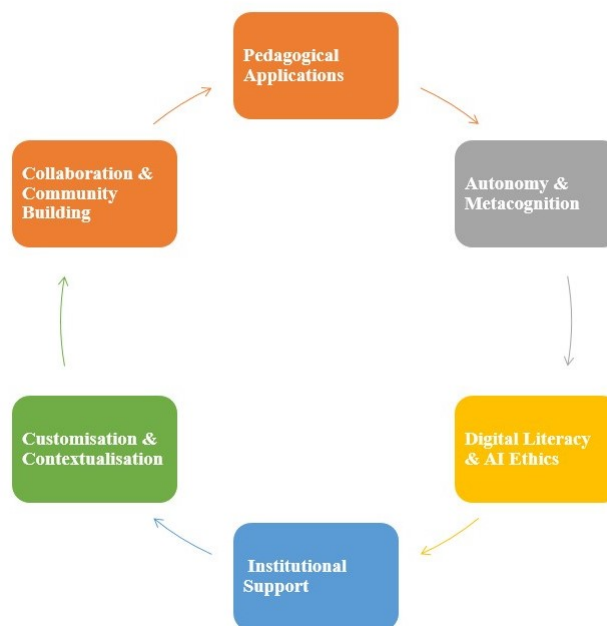 Pedagogical
Applications
Autonomy &
Metacognition
Digital Literacy
& AI Ethics
Institutional
Support
Customisation &
Contextualisation
Collaboration &
Community
Building